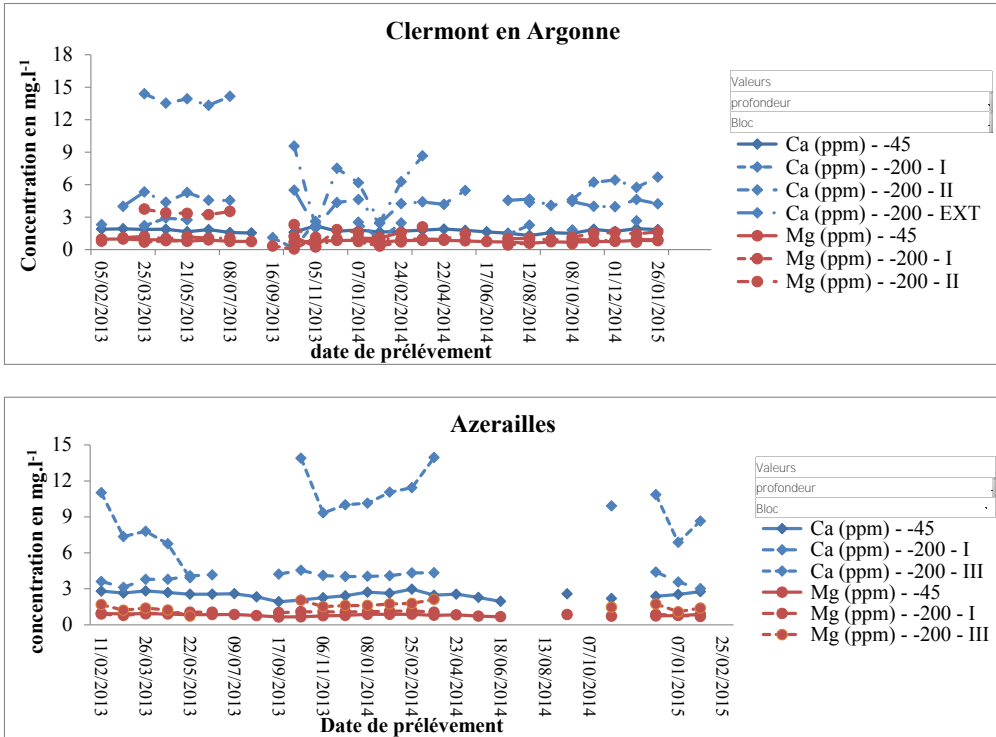 Clermont en Argonne
18
15
12
9
6
3
0
Concentration en mg.l-1
05/02/2013
25/03/2013
21/05/2013
08/07/2013
16/09/2013
05/11/2013
07/01/2014
24/02/2014
22/04/2014
17/06/2014
12/08/2014
08/10/2014
01/12/2014
26/01/2015
date de prélévement
Valeurs
profondeur
Bloc
Ca (ppm) - -45
Ca (ppm) - -200 - I
Ca (ppm) - -200 - II
Ca (ppm) - -200 - EXT
Mg (ppm) - -45
Mg (ppm) - -200 - I
Mg (ppm) - -200 - II
Azerailles
15
12
9
6
3
0
concentration en mg.l-1
11/02/2013
26/03/2013
22/05/2013
09/07/2013
17/09/2013
06/11/2013
08/01/2014
25/02/2014
23/04/2014
18/06/2014
13/08/2014
07/10/2014
07/01/2015
25/02/2015
Date de prélévement
Valeurs
profondeur
Bloc
Ca (ppm) - -45
Ca (ppm) - -200 - I
Ca (ppm) - -200 - III
Mg (ppm) - -45
Mg (ppm) - -200 - I
Mg (ppm) - -200 - III